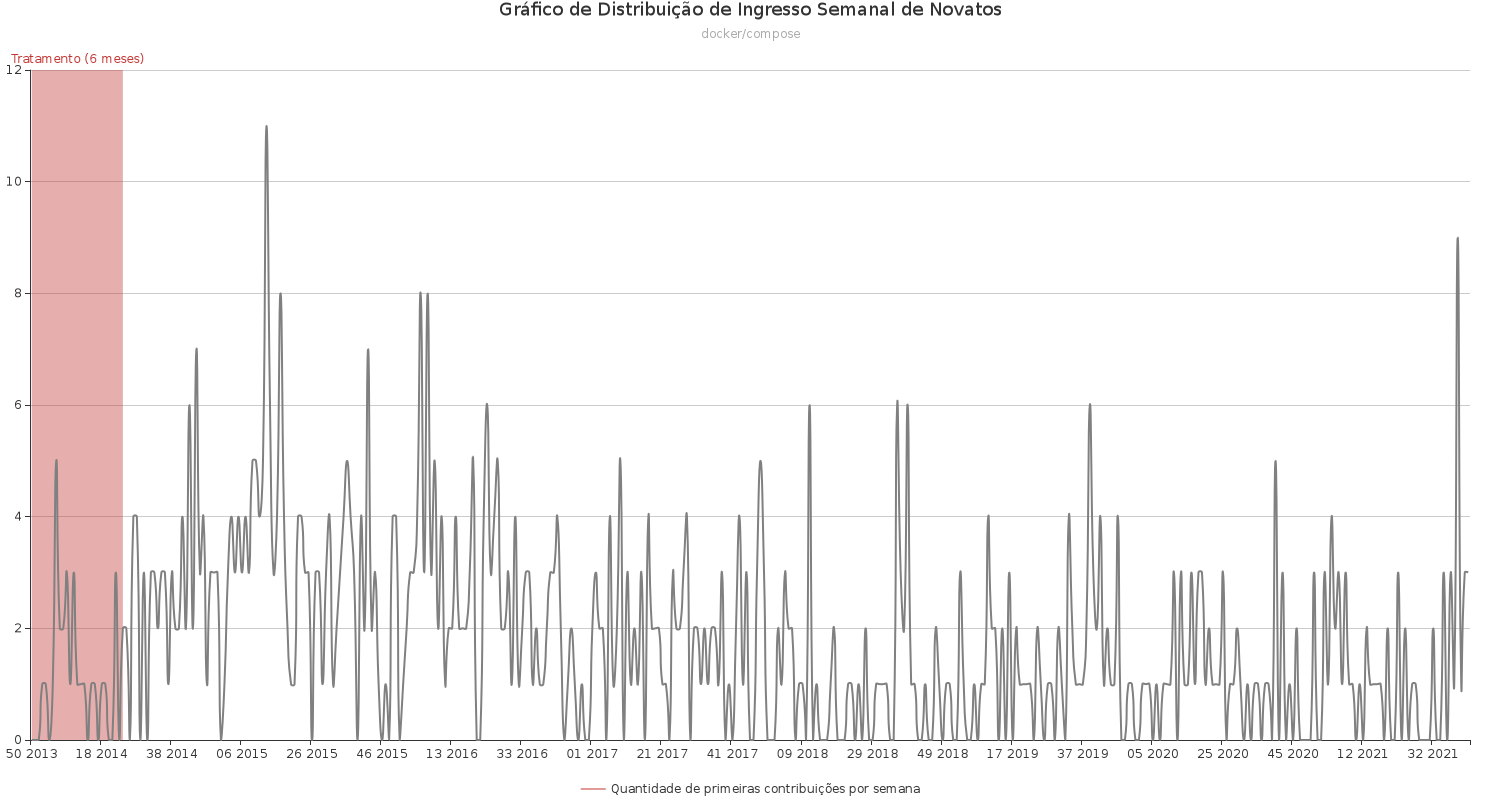 Gráfico de Distribuição de Ingresso Semanal de Novatos
docker/compose
Tratamento (6 meses)
12
10
8
6
4
2
0
50 2013 18 2014 38 2014 06 2015 26 2015 46 2015 13 2016 33 2016 01 2017 21 2017 41 2017 09 2018 29 2018 49 2018 17 2019 37 2019 05 2020 25 2020 45 2020 12 2021 32 2021
Quantidade de primeiras contribuições por semana